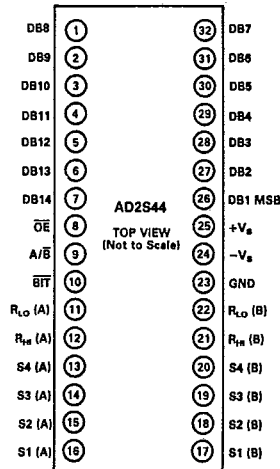 DB8 1 32 DB7
DB9 2 31 DB6
DB10 3 30 DB5
DB11 4 29 DB4
DB12 5 28 DB3
DB13 6 27 DB2
DB14 7 26 DB1 MSB
AD2S44
TOP VIEW
(Not to Scale)
O̅E̅ 8 25 +Vs
A/B̅ 9 24 −Vs
B̅I̅T̅ 10 23 GND
RLO (A) 11 22 RLO (B)
RHI (A) 12 21 RHI (B)
S4 (A) 13 20 S4 (B)
S3 (A) 14 19 S3 (B)
S2 (A) 15 18 S2 (B)
S1 (A) 16 17 S1 (B)